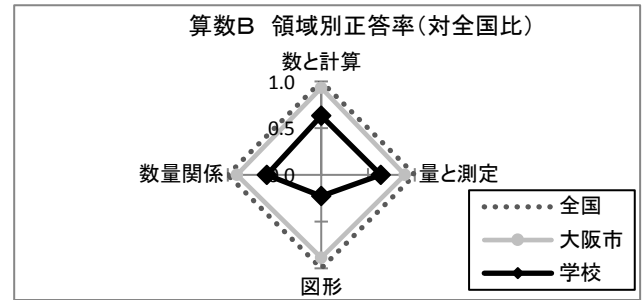 算数B 領域別正答率(対全国比)
数と計算
1.0
0.5
0.0
数量関係
量と測定
図形
全国
大阪市
学校